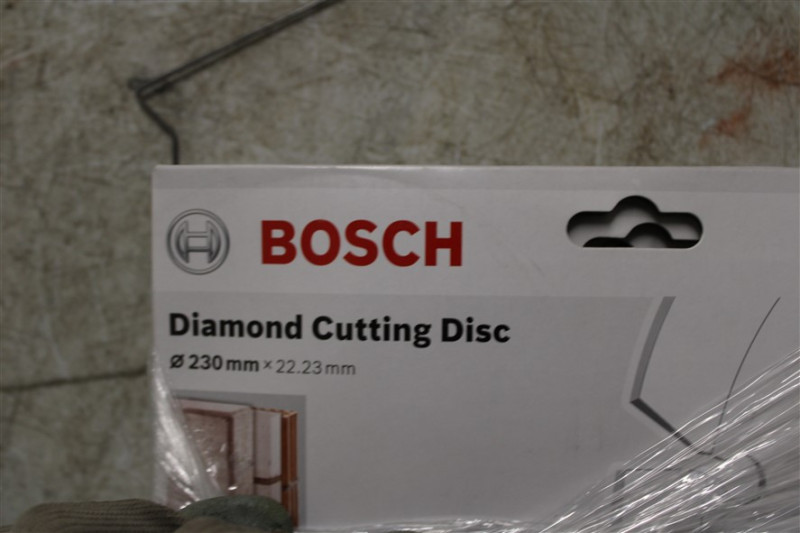 BOSCH
Diamond Cutting Disc
Ø 230 mm × 22.23 mm